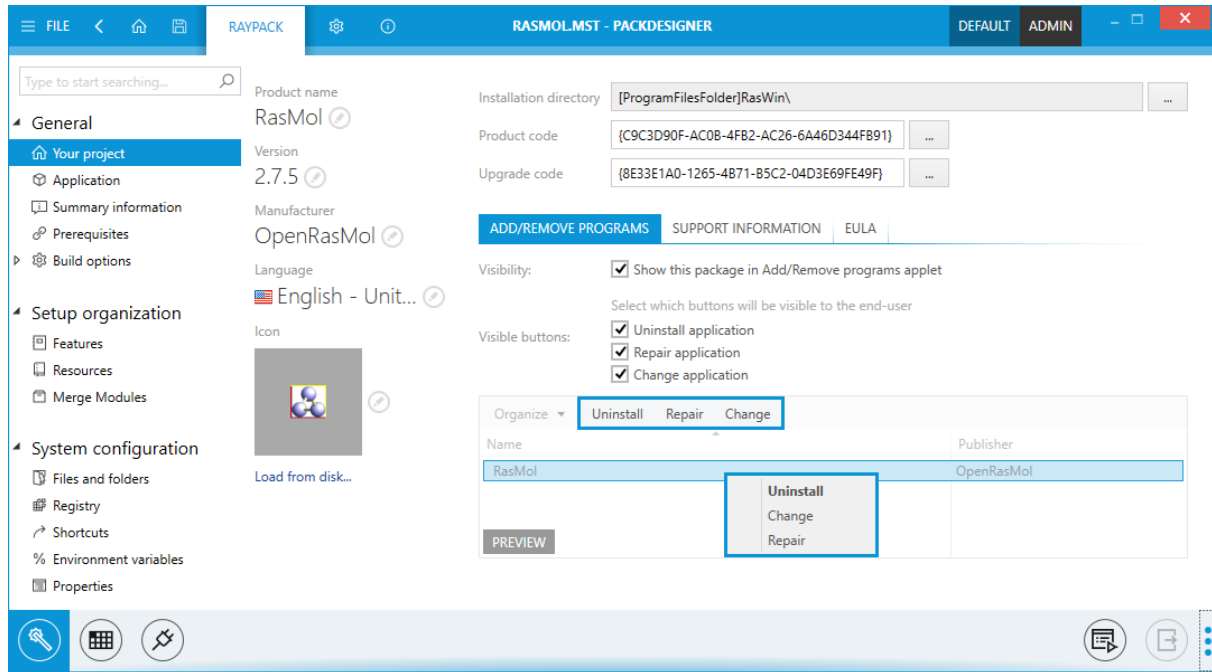 FILE
RAYPACK
RASMOL.MST - PACKDESIGNER
DEFAULT
ADMIN
Type to start searching...
General
Your project
Application
Summary information
Prerequisites
Build options
Setup organization
Features
Resources
Merge Modules
System configuration
Files and folders
Registry
Shortcuts
% Environment variables
Properties
Product name
RasMol
Version
2.7.5
Manufacturer
OpenRasMol
Language
English - Unit...
Icon
Load from disk...
Installation directory [ProgramFilesFolder]RasWin\ ...
Product code {C9C3D90F-AC0B-4FB2-AC26-6A46D344FB91} ...
Upgrade code {8E33E1A0-1265-4B71-B5C2-04D3E69FE49F} ...
ADD/REMOVE PROGRAMS SUPPORT INFORMATION EULA
Visibility: Show this package in Add/Remove programs applet
Select which buttons will be visible to the end-user
Visible buttons: Uninstall application
Repair application
Change application
Organize Uninstall Repair Change
Name Publisher
RasMol OpenRasMol
Uninstall
Change
Repair
PREVIEW